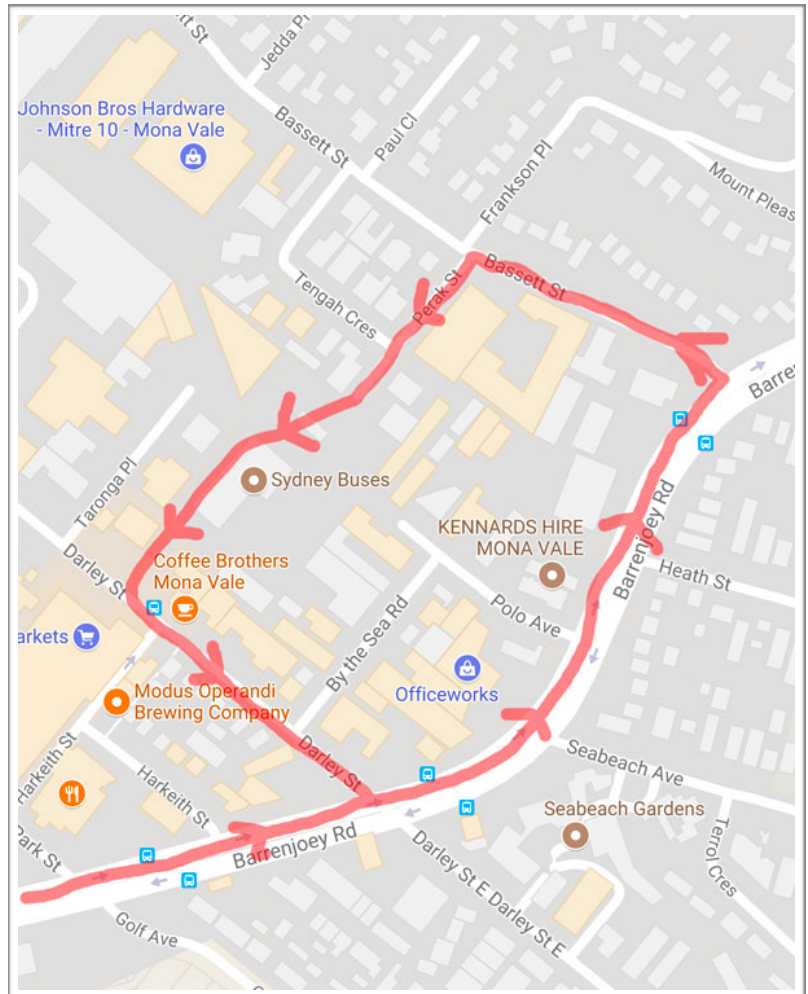 tt St
Jedda Pl
Johnson Bros Hardware
- Mitre 10 - Mona Vale
Bassett St
Paul Cl
Frankson Pl
Mount Pleas
Bassett St
Perak St
Tengah Cres
Barre
Taronga Pl
Sydney Buses
KENNARDS HIRE
MONA VALE
Barrenjoey Rd
Heath St
Darley St
Coffee Brothers
Mona Vale
Polo Ave
By the Sea Rd
arkets
Officeworks
Modus Operandi
Brewing Company
Darley St
Harkeith St
Harkeith St
Seabeach Ave
Seabeach Gardens
Terrol Cres
Park St
Barrenjoey Rd
Darley St E
Darley St E
Golf Ave